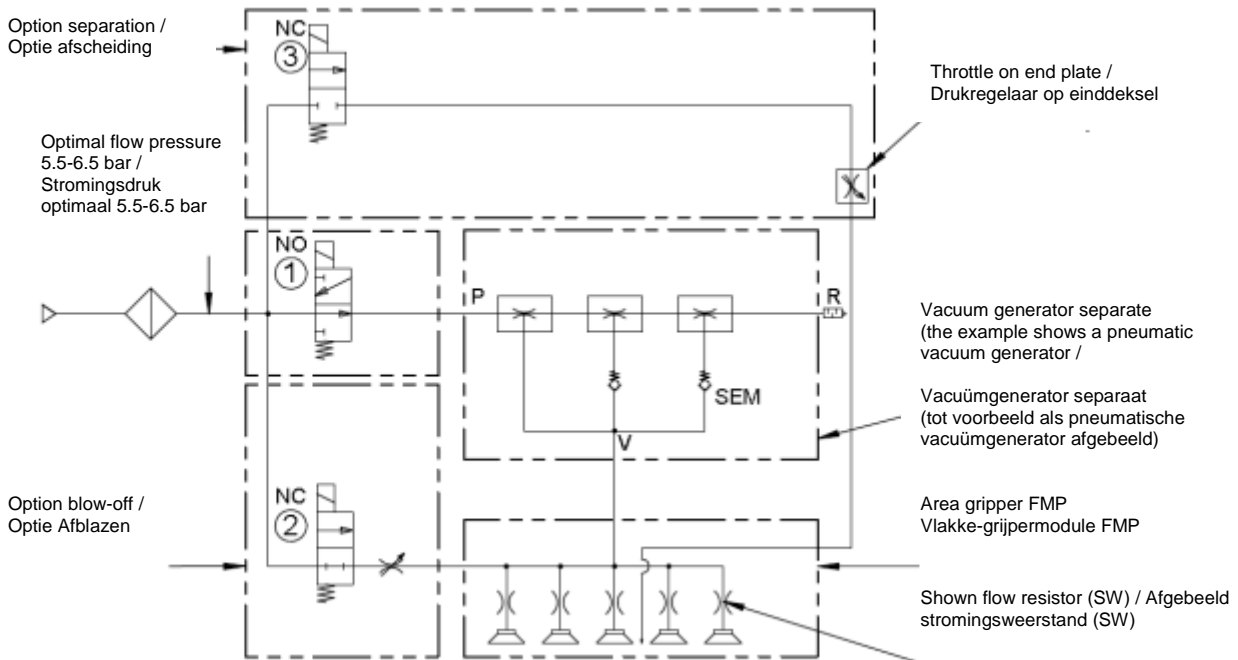 Option separation /
Optie afscheiding
NC
3
Throttle on end plate /
Drukregelaar op einddeksel
Optimal flow pressure
5.5-6.5 bar /
Stromingsdruk
optimaal 5.5-6.5 bar
NO
1
P
R
SEM
V
Vacuum generator separate
(the example shows a pneumatic
vacuum generator /
Vacuümgenerator separaat
(tot voorbeeld als pneumatische
vacuümgenerator afgebeeld)
Option blow-off /
Optie Afblazen
NC
2
Area gripper FMP
Vlakke-grijpermodule FMP
Shown flow resistor (SW) / Afgebeeld
stromingsweerstand (SW)